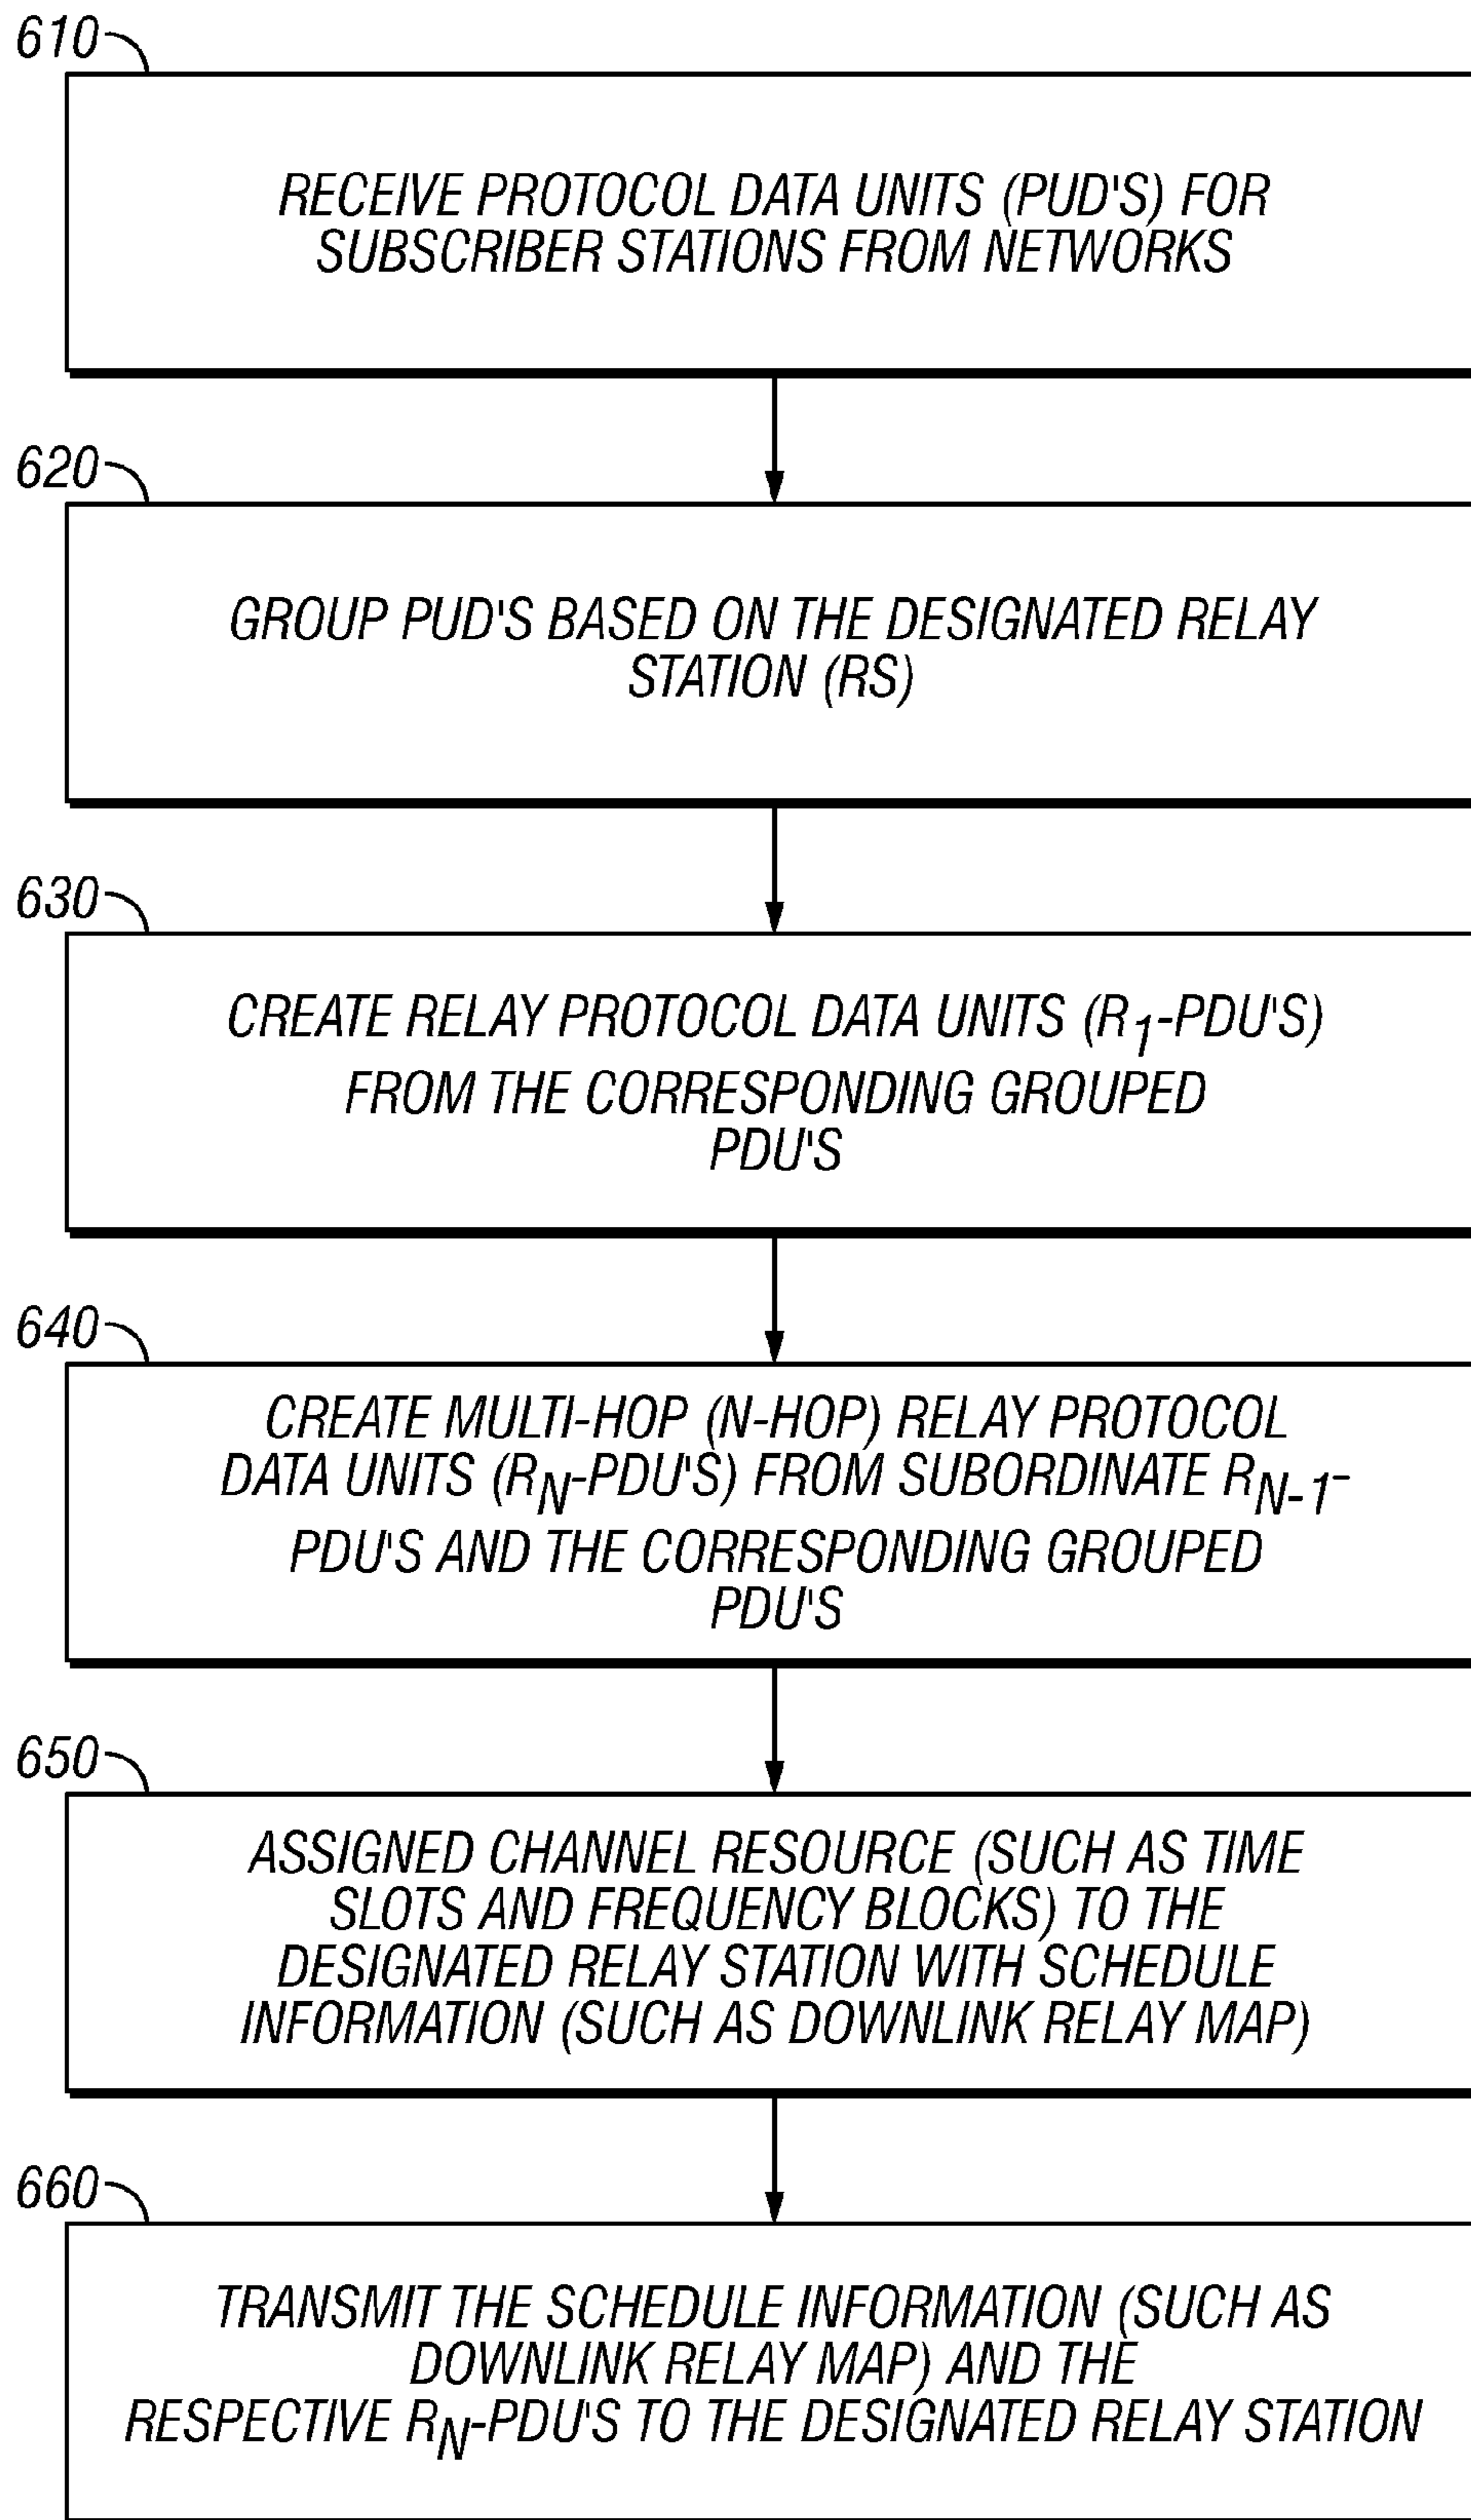 610
RECEIVE PROTOCOL DATA UNITS (PUD'S) FOR
SUBSCRIBER STATIONS FROM NETWORKS
620
GROUP PUD'S BASED ON THE DESIGNATED RELAY
STATION (RS)
630
CREATE RELAY PROTOCOL DATA UNITS (R1-PDU'S)
FROM THE CORRESPONDING GROUPED
PDU'S
640
CREATE MULTI-HOP (N-HOP) RELAY PROTOCOL
DATA UNITS (RN-PDU'S) FROM SUBORDINATE RN-1-
PDU'S AND THE CORRESPONDING GROUPED
PDU'S
650
ASSIGNED CHANNEL RESOURCE (SUCH AS TIME
SLOTS AND FREQUENCY BLOCKS) TO THE
DESIGNATED RELAY STATION WITH SCHEDULE
INFORMATION (SUCH AS DOWNLINK RELAY MAP)
660
TRANSMIT THE SCHEDULE INFORMATION (SUCH AS
DOWNLINK RELAY MAP) AND THE
RESPECTIVE RN-PDU'S TO THE DESIGNATED RELAY STATION